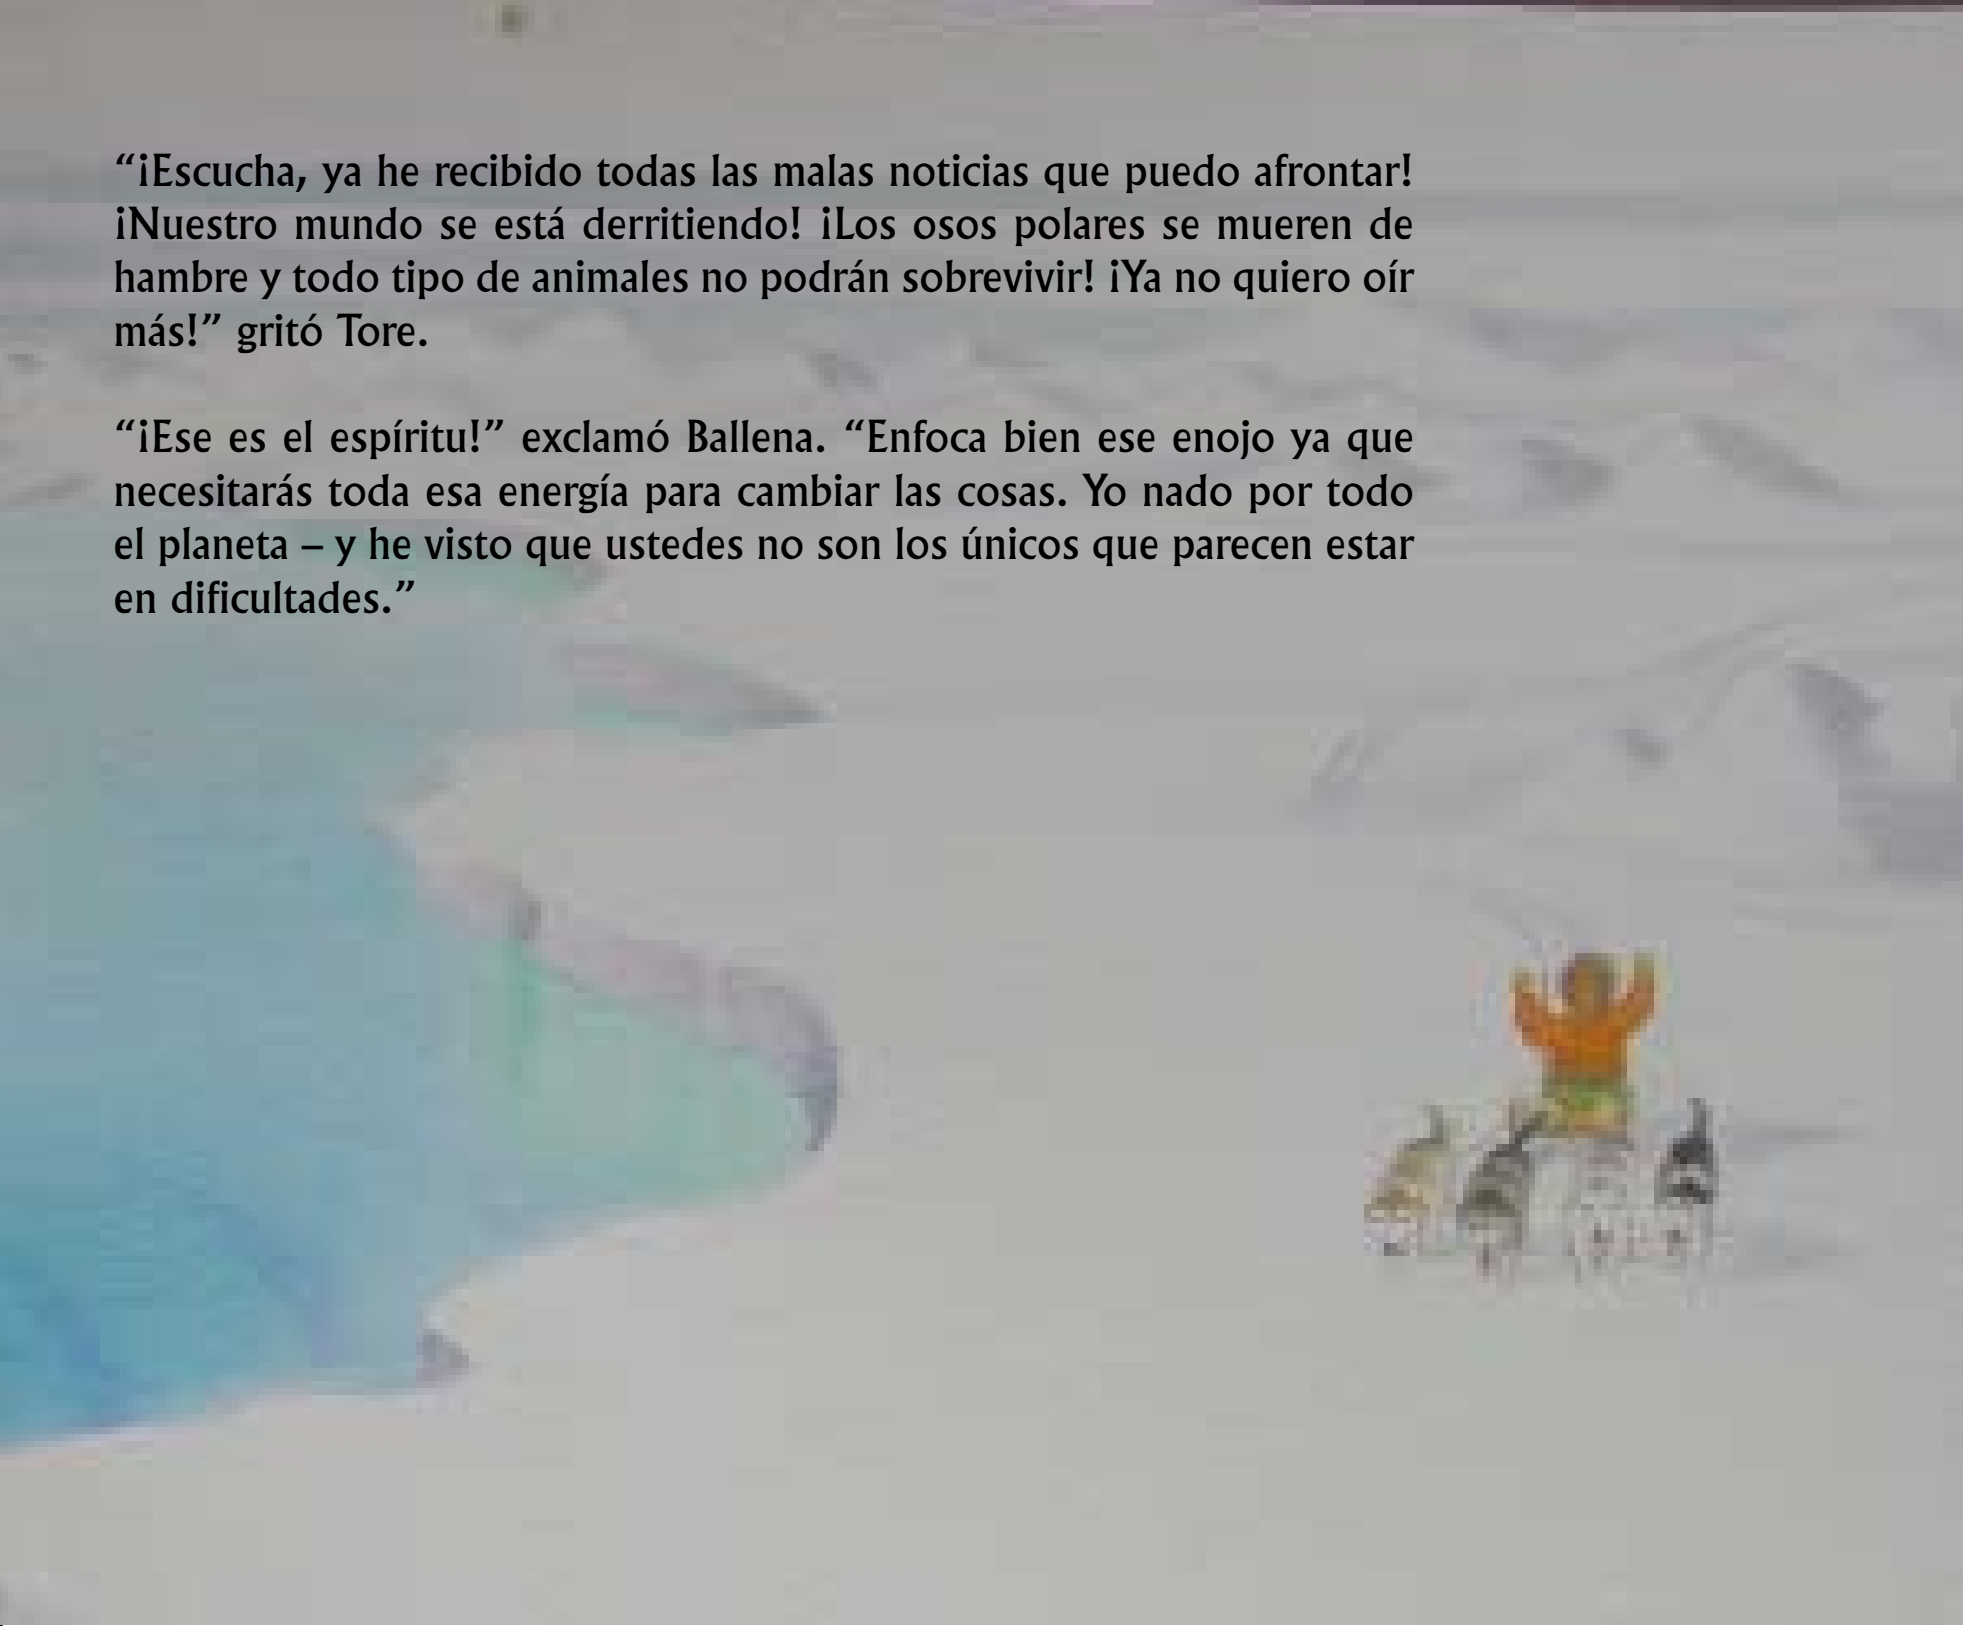 “¡Escucha, ya he recibido todas las malas noticias que puedo afrontar!
¡Nuestro mundo se está derritiendo! ¡Los osos polares se mueren de
hambre y todo tipo de animales no podrán sobrevivir! ¡Ya no quiero oír
más!” gritó Tore.
“¡Ese es el espíritu!” exclamó Ballena. “Enfoca bien ese enojo ya que
necesitarás toda esa energía para cambiar las cosas. Yo nado por todo
el planeta – y he visto que ustedes no son los únicos que parecen estar
en dificultades.”